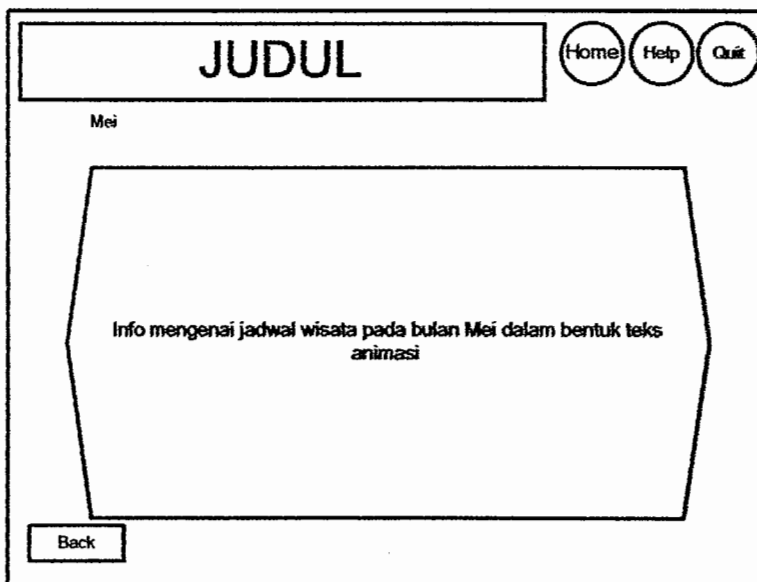 JUDUL
Home Help Quit
Mei
Info mengenai jadwal wisata pada bulan Mei dalam bentuk teks
animasi
Back